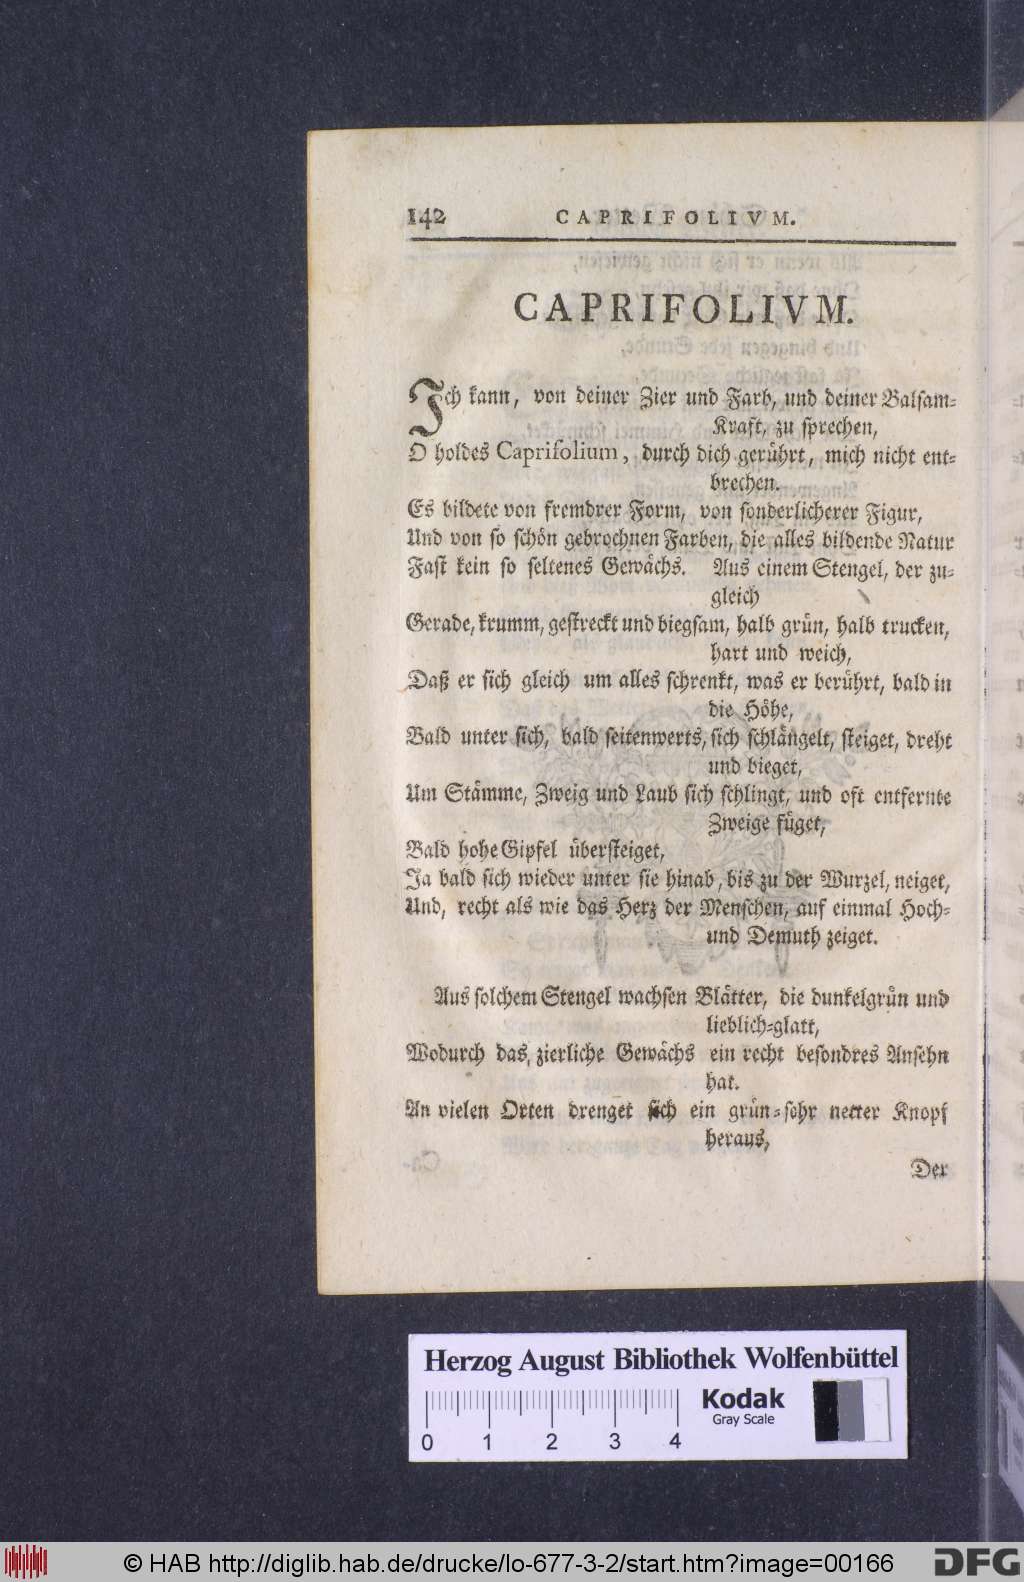 142 CAPRIFOLIVM.
CAPRIFOLIVM.
Ich kann, von deiner Zier und Farb, und deiner Balsam-
Kraft, zu sprechen,
O holdes Caprifolium, durch dich gerührt, mich nicht ent-
brechen.
Es bildete von fremdrer Form, von sonderlicherer Figur,
Und von so schön gebrochnen Farben, die alles bildende Natur
Fast kein so seltenes Gewächs. Aus einem Stengel, der zu-
gleich
Gerade, krumm, gestreckt und biegsam, halb grün, halb trucken,
hart und weich,
Daß er sich gleich um alles schrenkt, was er berührt, bald in
die Höhe,
Bald unter sich, bald seitenwerts, sich schlängelt, steiget, dreht
und bieget,
Um Stämme, Zweig und Laub sich schlingt, und oft entfernte
Zweige füget,
Bald hohe Gipfel übersteiget,
Ja bald sich wieder unter sie hinab, bis zu der Wurzel, neiget,
Und, recht als wie das Herz der Menschen, auf einmal Hoch-
und Demuth zeiget.
Aus solchem Stengel wachsen Blätter, die dunkelgrün und
lieblich-glatt,
Wodurch das zierliche Gewächs ein recht besondres Ansehn
hat.
An vielen Orten drenget sich ein grün-sehr netter Knopf
heraus,
Der
Herzog August Bibliothek Wolfenbüttel
Kodak
Gray Scale
0 1 2 3 4
© HAB http://diglib.hab.de/drucke/lo-677-3-2/start.htm?image=00166
DFG